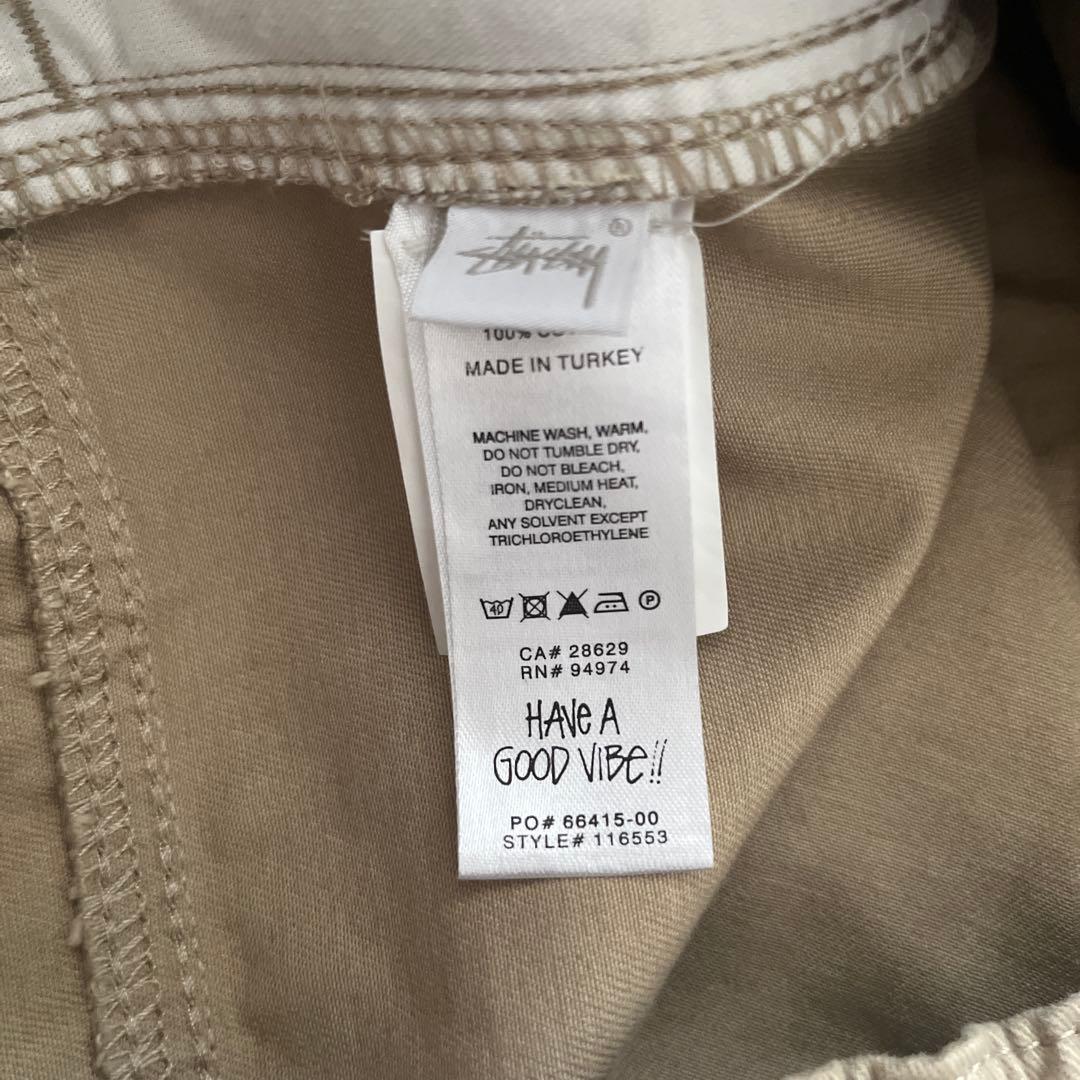 Stüssy ®
100%
MADE IN TURKEY
MACHINE WASH, WARM,
DO NOT TUMBLE DRY,
DO NOT BLEACH,
IRON, MEDIUM HEAT,
DRYCLEAN,
ANY SOLVENT EXCEPT
TRICHLOROETHYLENE
40 P
CA# 28629
RN# 94974
HAVE A
GOOD VIBE!!
PO# 66415-00
STYLE# 116553